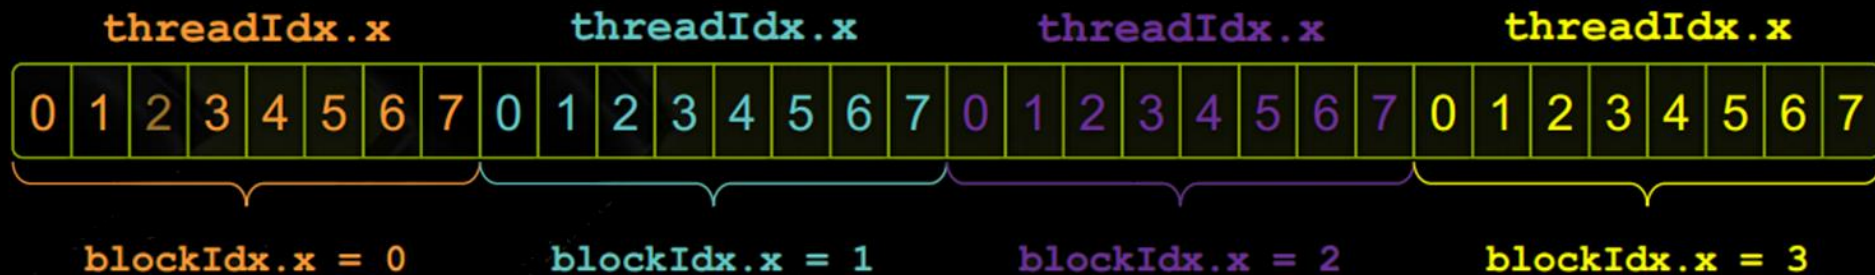 threadIdx.x threadIdx.x threadIdx.x threadIdx.x
0 1 2 3 4 5 6 7 0 1 2 3 4 5 6 7 0 1 2 3 4 5 6 7 0 1 2 3 4 5 6 7
blockIdx.x = 0 blockIdx.x = 1 blockIdx.x = 2 blockIdx.x = 3